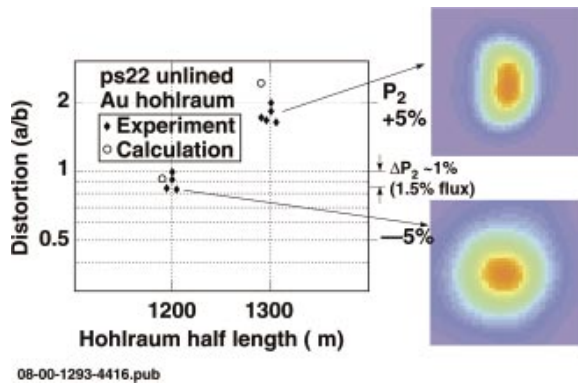 ps22 unlined
Au hohlraum
Experiment
Calculation
Distortion (a/b)
2
1
0.5
P2
+5%
ΔP2 ~1%
(1.5% flux)
—5%
1200
1300
Hohlraum half length ( m)
08-00-1293-4416.pub